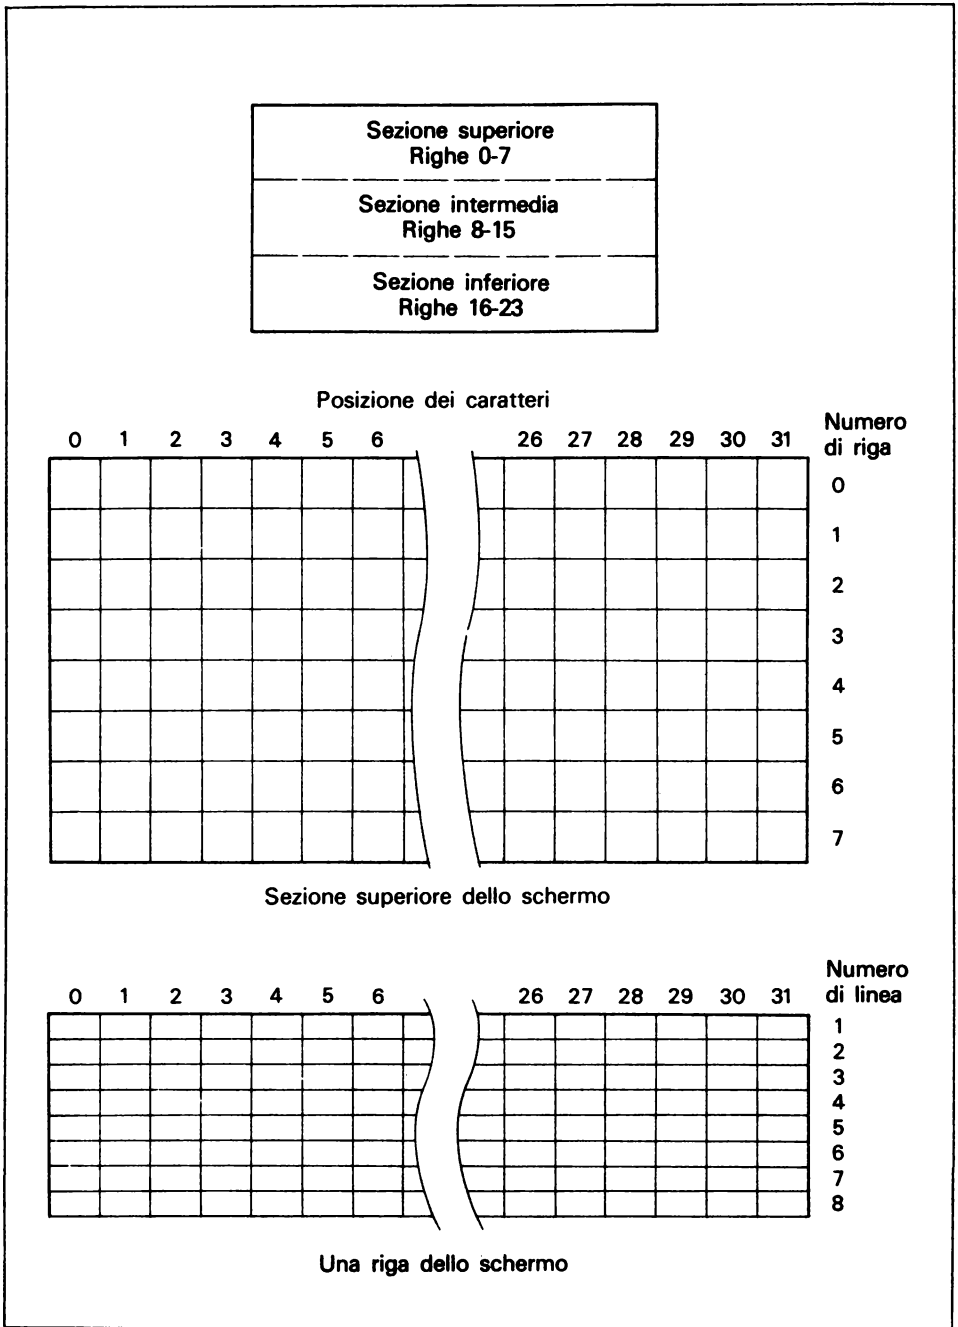 Sezione superiore
Righe 0-7
Sezione intermedia
Righe 8-15
Sezione inferiore
Righe 16-23
Posizione dei caratteri
Numero
di riga
0 1 2 3 4 5 6 26 27 28 29 30 31
0
1
2
3
4
5
6
7
Sezione superiore dello schermo
Numero
di linea
0 1 2 3 4 5 6 26 27 28 29 30 31
1
2
3
4
5
6
7
8
Una riga dello schermo